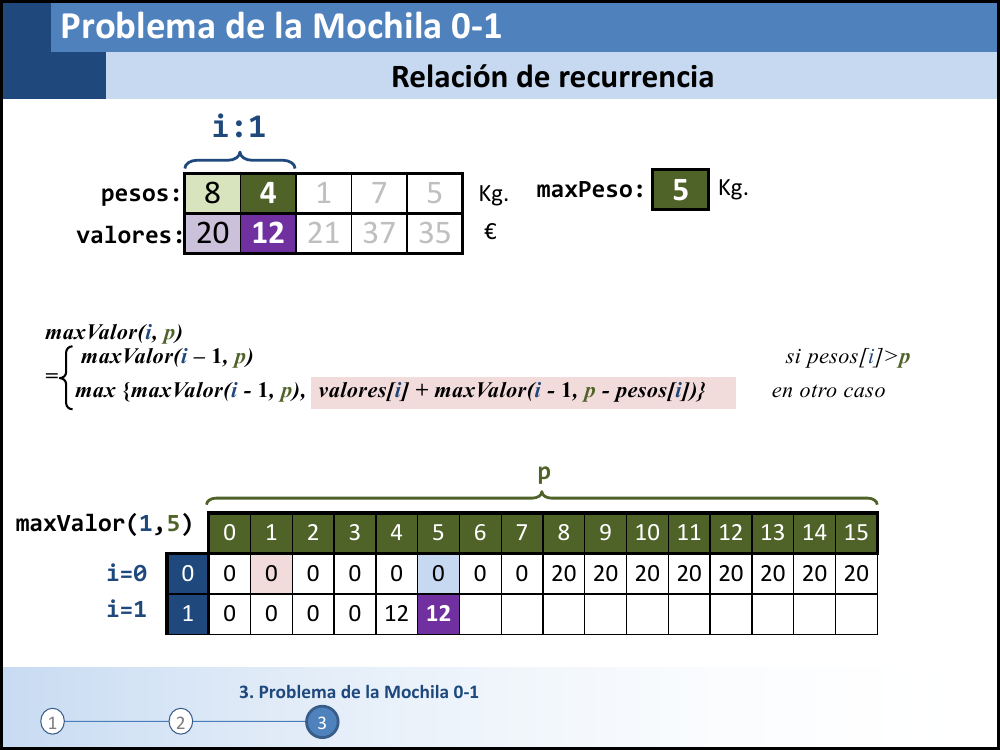 Problema de la Mochila 0-1
Relación de recurrencia
i:1
pesos: 8 4 1 7 5 Kg. maxPeso: 5 Kg.
valores: 20 12 21 37 35 €
maxValor(i, p)
maxValor(i – 1, p) si pesos[i]>p
={
max {maxValor(i - 1, p), valores[i] + maxValor(i - 1, p - pesos[i])} en otro caso
p
maxValor(1,5) 0 1 2 3 4 5 6 7 8 9 10 11 12 13 14 15
i=0 0 0 0 0 0 0 0 0 0 20 20 20 20 20 20 20 20
i=1 1 0 0 0 0 12 12
3. Problema de la Mochila 0-1
1 2 3